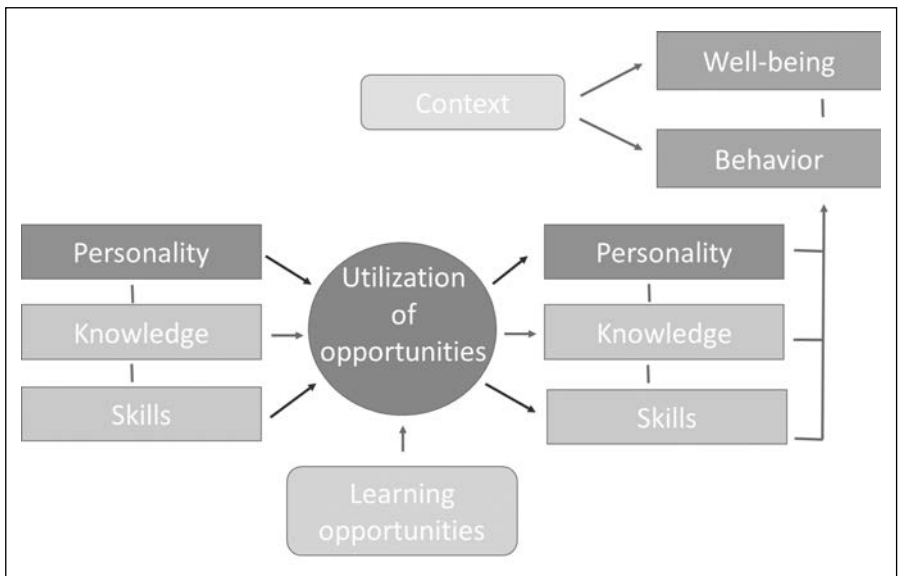 Well-being
Context
Behavior
Personality
Knowledge
Skills
Utilization
of
opportunities
Personality
Knowledge
Skills
Learning
opportunities